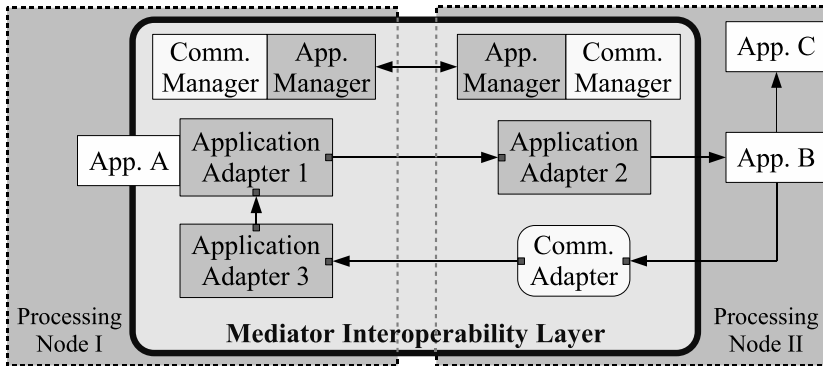 Comm.
Manager
App.
Manager
App.
Manager
Comm.
Manager
App. C
App. A
Application
Adapter 1
Application
Adapter 2
App. B
Application
Adapter 3
Comm.
Adapter
Processing
Node I
Mediator Interoperability Layer
Processing
Node II